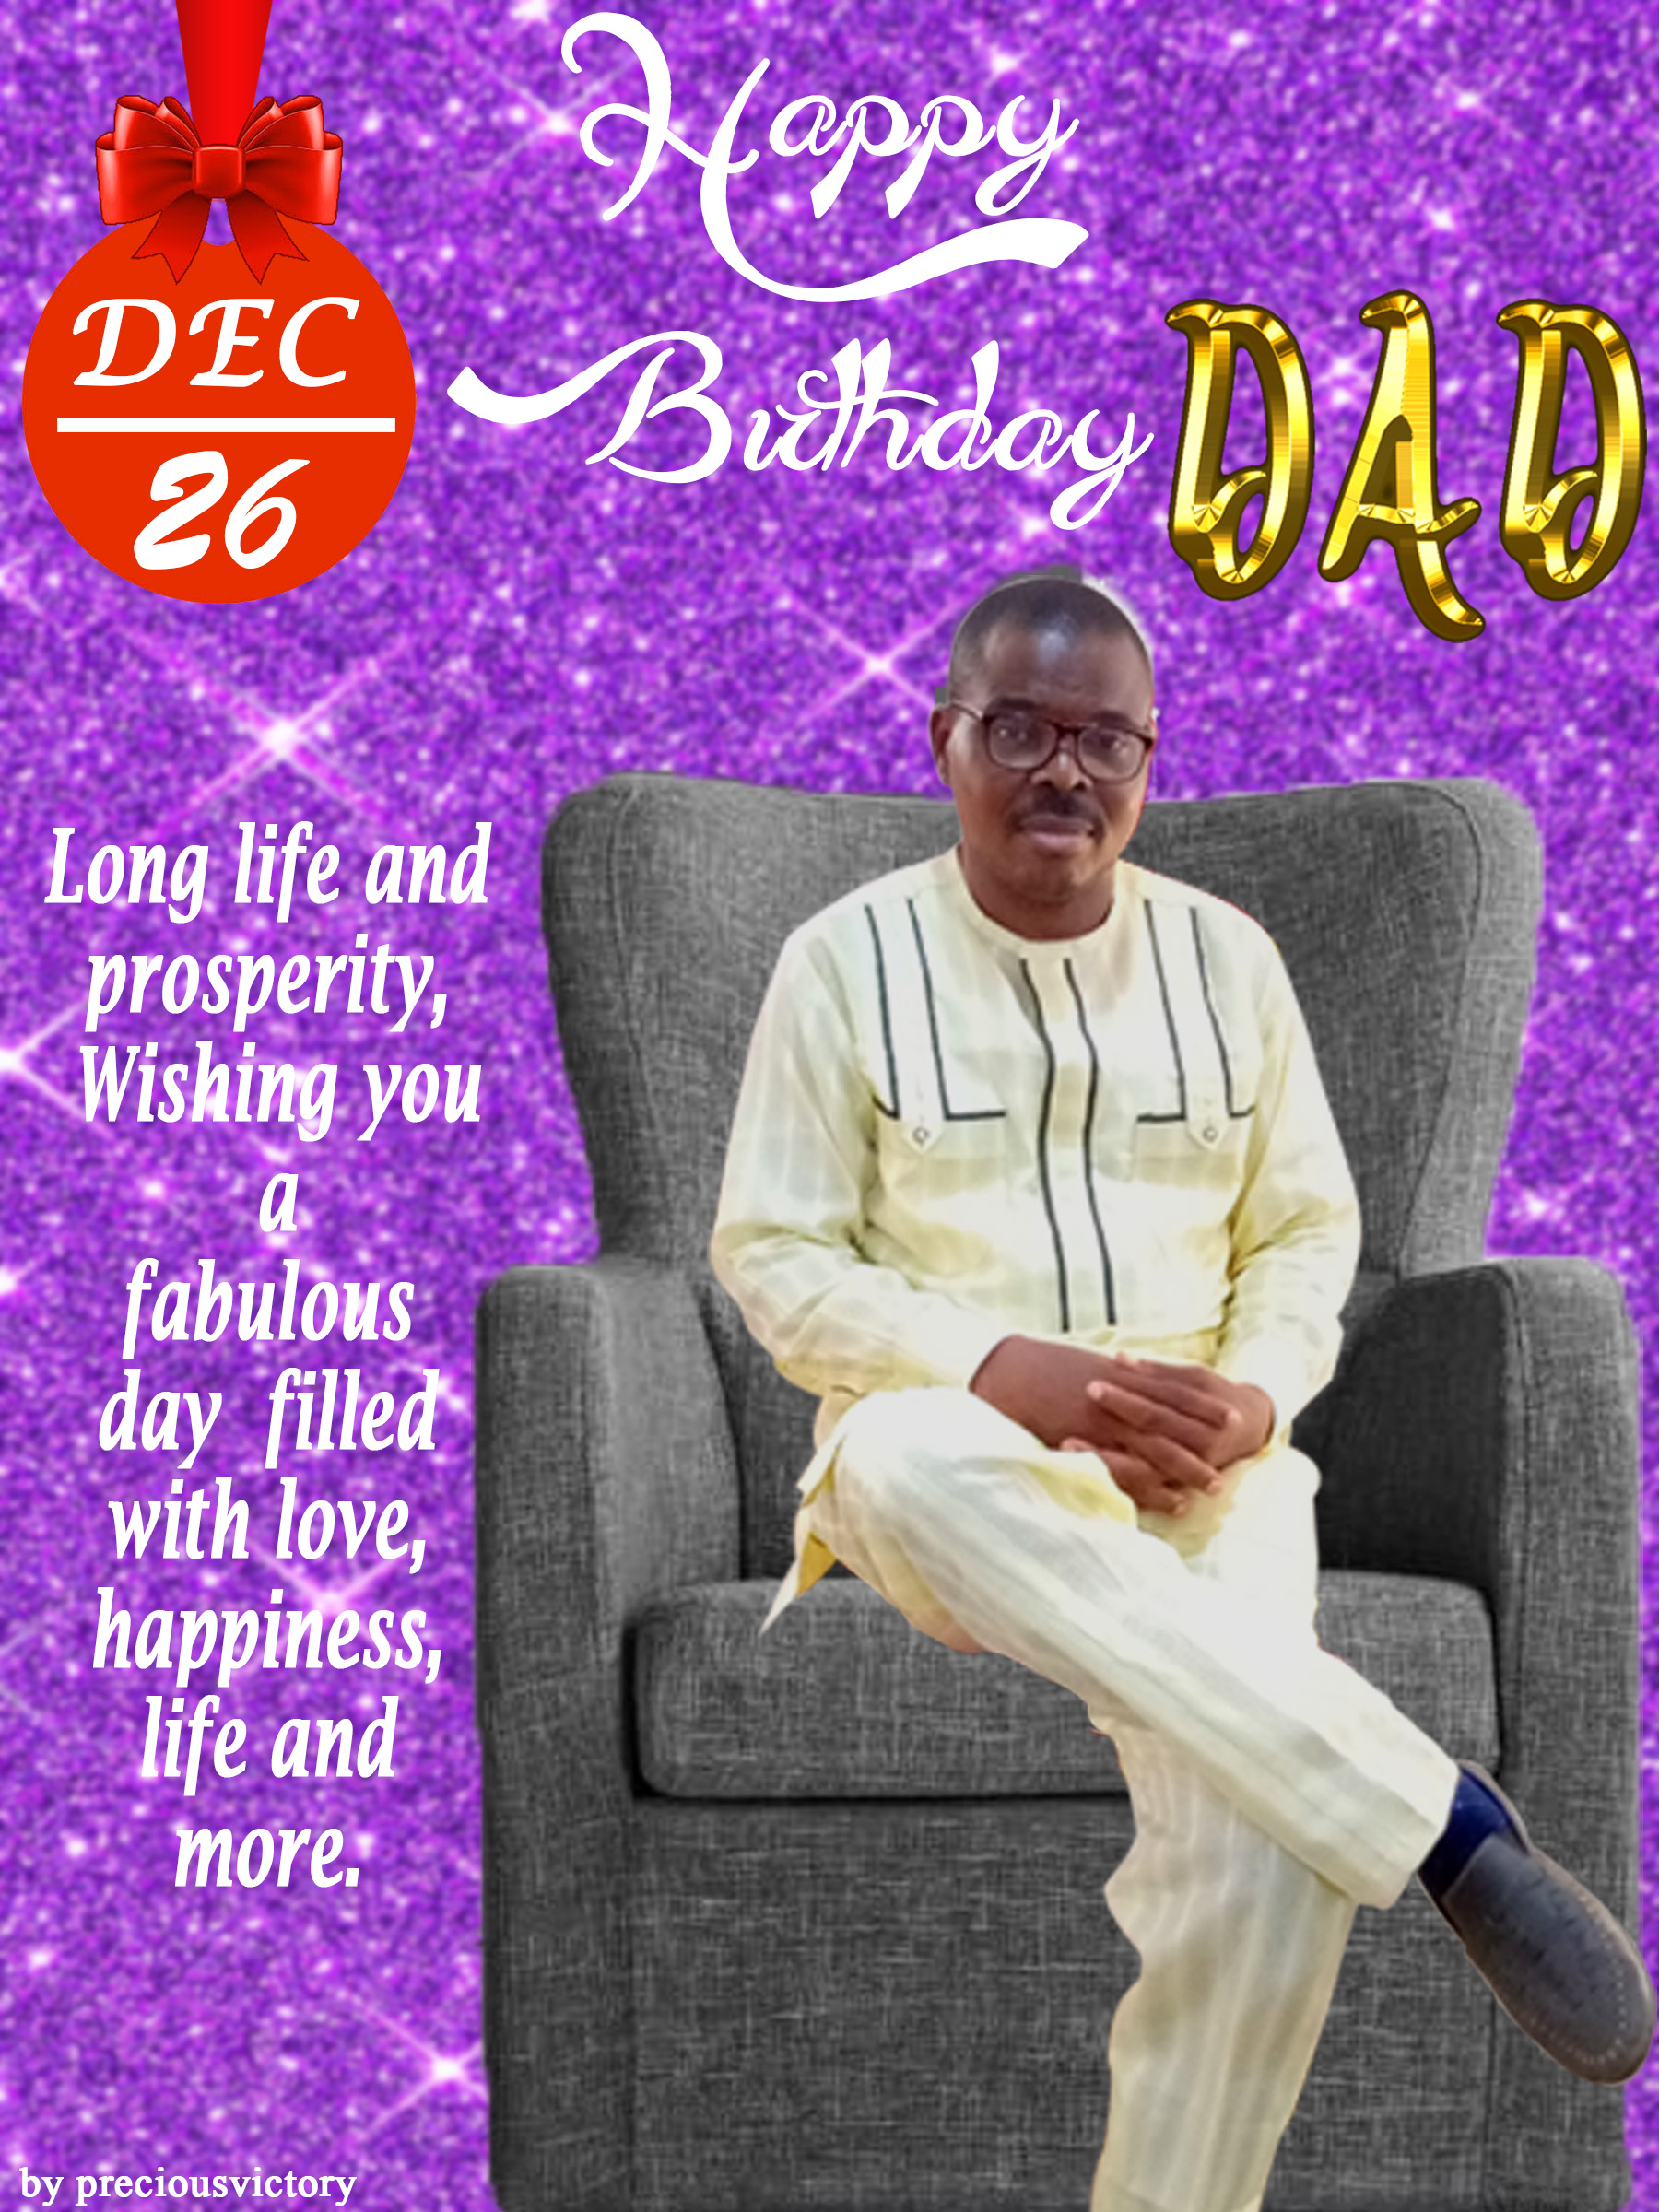 DEC
26
Happy
Birthday DAD
Long life and
prosperity,
Wishing you
a
fabulous
day filled
with love,
happiness,
life and
more.
by preciousvictory